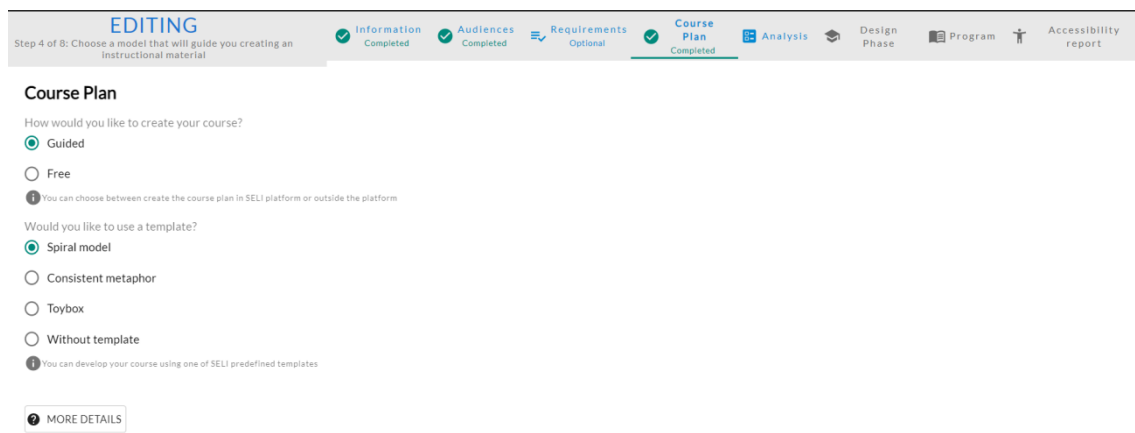 EDITING
Step 4 of 8: Choose a model that will guide you creating an
instructional material
Information
Completed
Audiences
Completed
Requirements
Optional
Course
Plan
Completed
Analysis
Design
Phase
Program
Accessibility
report
Course Plan
How would you like to create your course?
Guided
Free
You can choose between create the course plan in SELI platform or outside the platform
Would you like to use a template?
Spiral model
Consistent metaphor
Toybox
Without template
You can develop your course using one of SELI predefined templates
MORE DETAILS